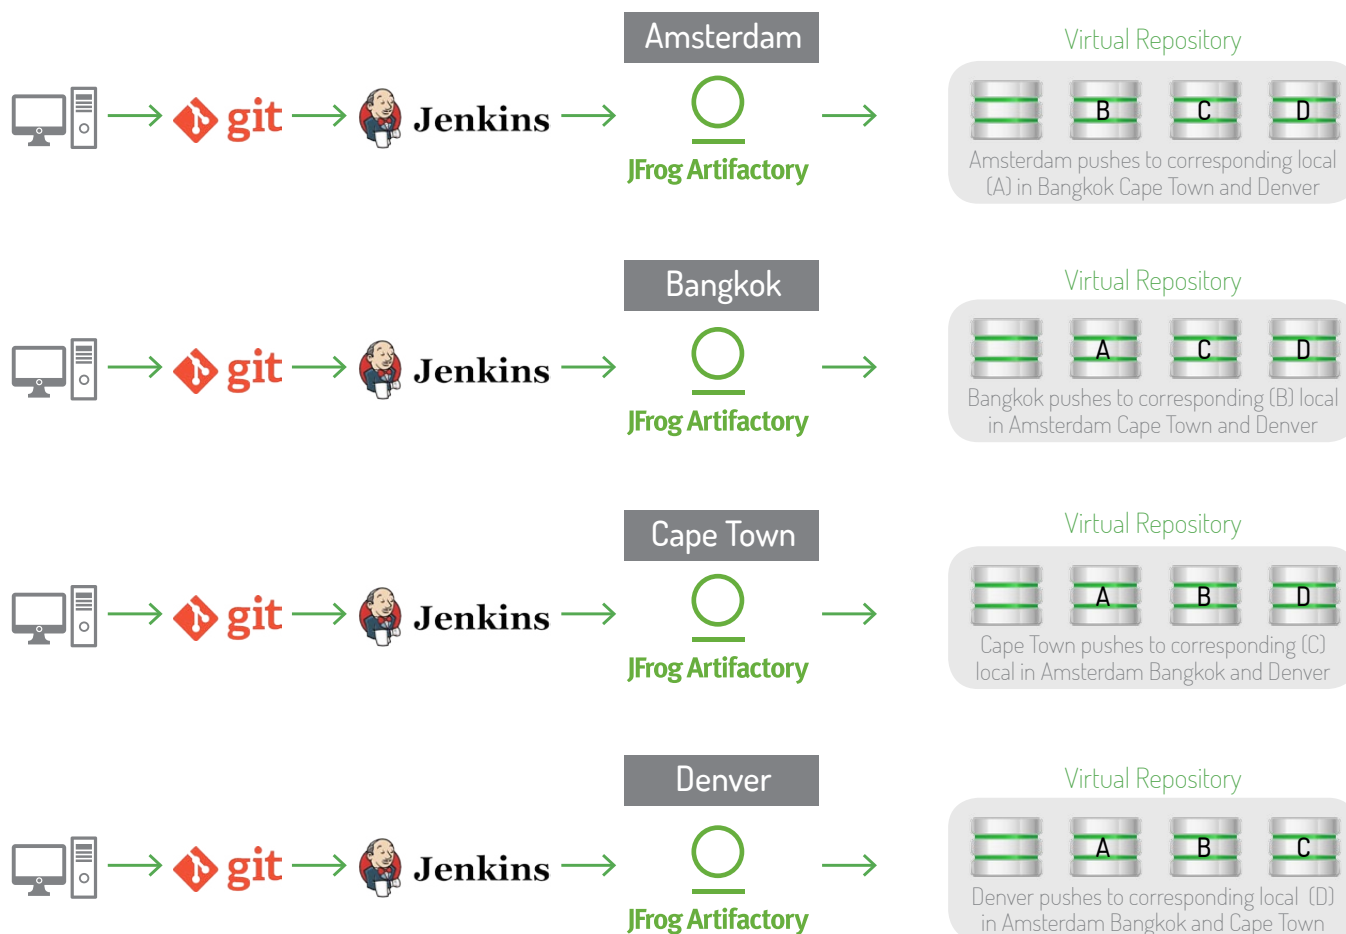 Amsterdam
Virtual Repository
git
Jenkins
JFrog Artifactory
B
C
D
Amsterdam pushes to corresponding local
(A) in Bangkok Cape Town and Denver
Bangkok
Virtual Repository
git
Jenkins
JFrog Artifactory
A
C
D
Bangkok pushes to corresponding (B) local
in Amsterdam Cape Town and Denver
Cape Town
Virtual Repository
git
Jenkins
JFrog Artifactory
A
B
D
Cape Town pushes to corresponding (C)
local in Amsterdam Bangkok and Denver
Denver
Virtual Repository
git
Jenkins
JFrog Artifactory
A
B
C
Denver pushes to corresponding local (D)
in Amsterdam Bangkok and Cape Town